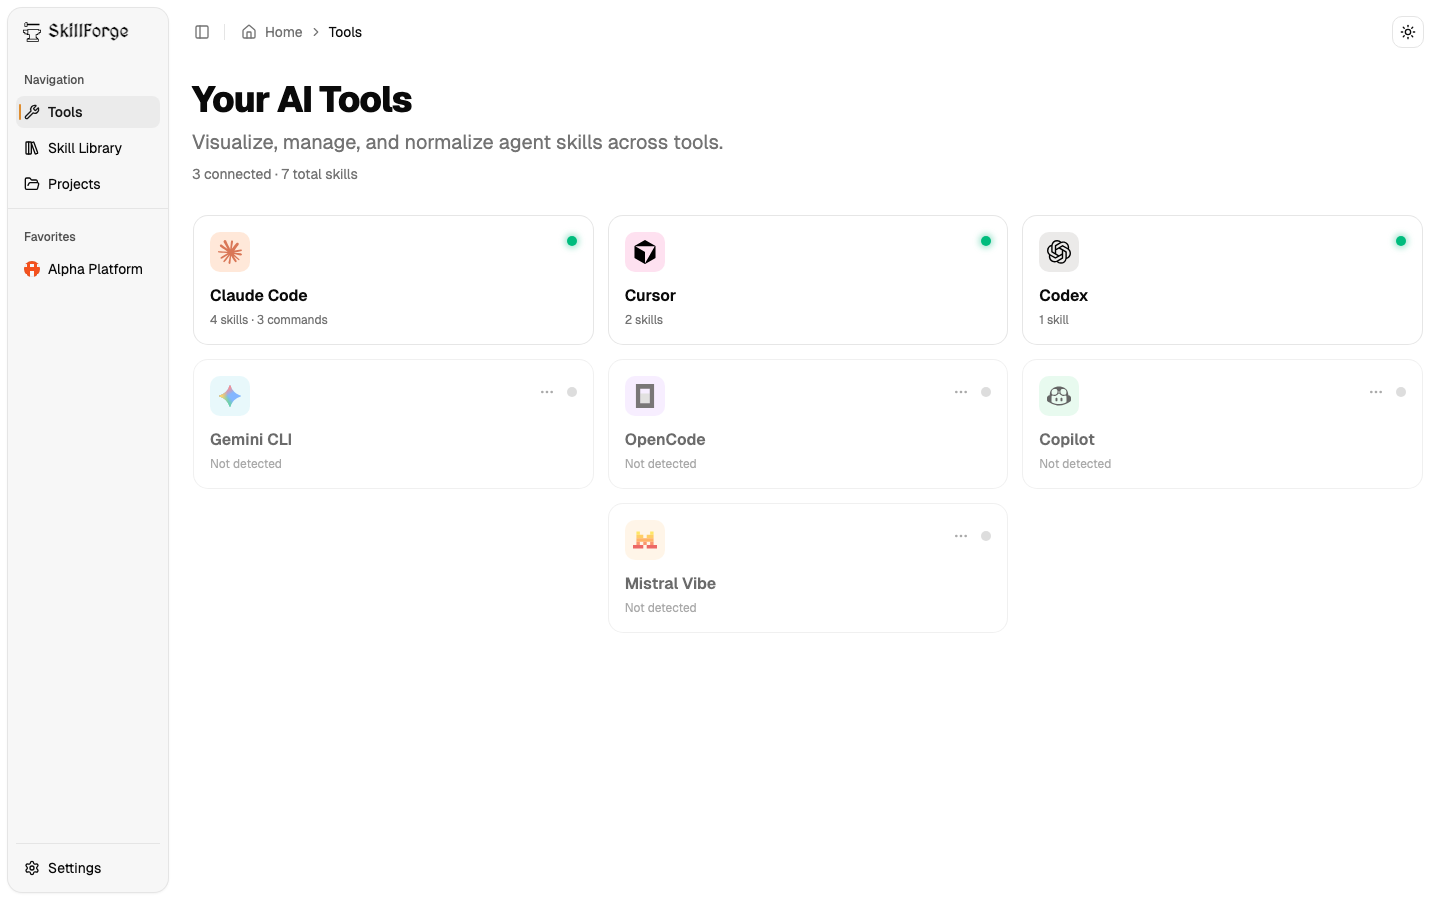 SkillForge
Home
Tools
Navigation
Tools
Skill Library
Projects
Favorites
Alpha Platform
Settings
Your AI Tools
Visualize, manage, and normalize agent skills across tools.
3 connected · 7 total skills
Claude Code
4 skills · 3 commands
Cursor
2 skills
Codex
1 skill
Gemini CLI
Not detected
OpenCode
Not detected
Copilot
Not detected
Mistral Vibe
Not detected